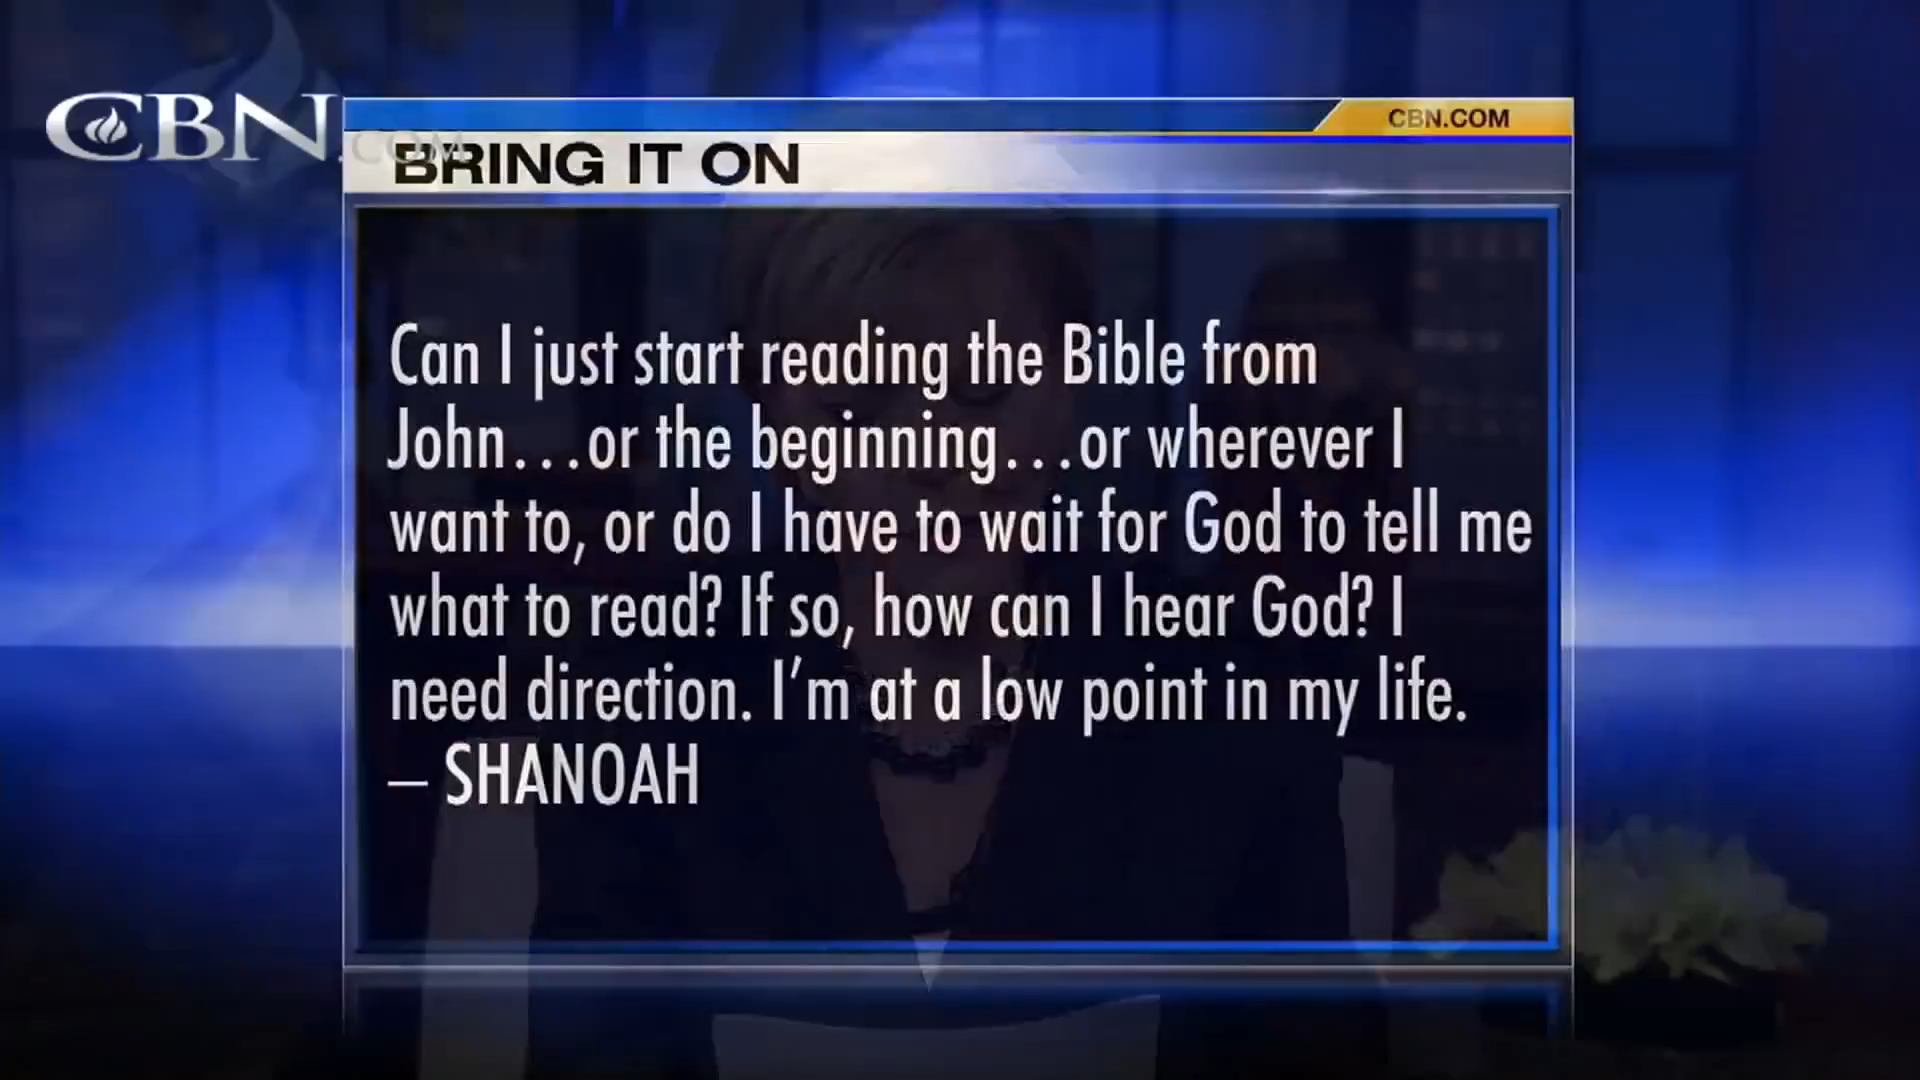 CBN.COM
CBN.COM
BRING IT ON
Can I just start reading the Bible from
John...or the beginning...or wherever I
want to, or do I have to wait for God to tell me
what to read? If so, how can I hear God? I
need direction. I'm at a low point in my life.
– SHANOAH